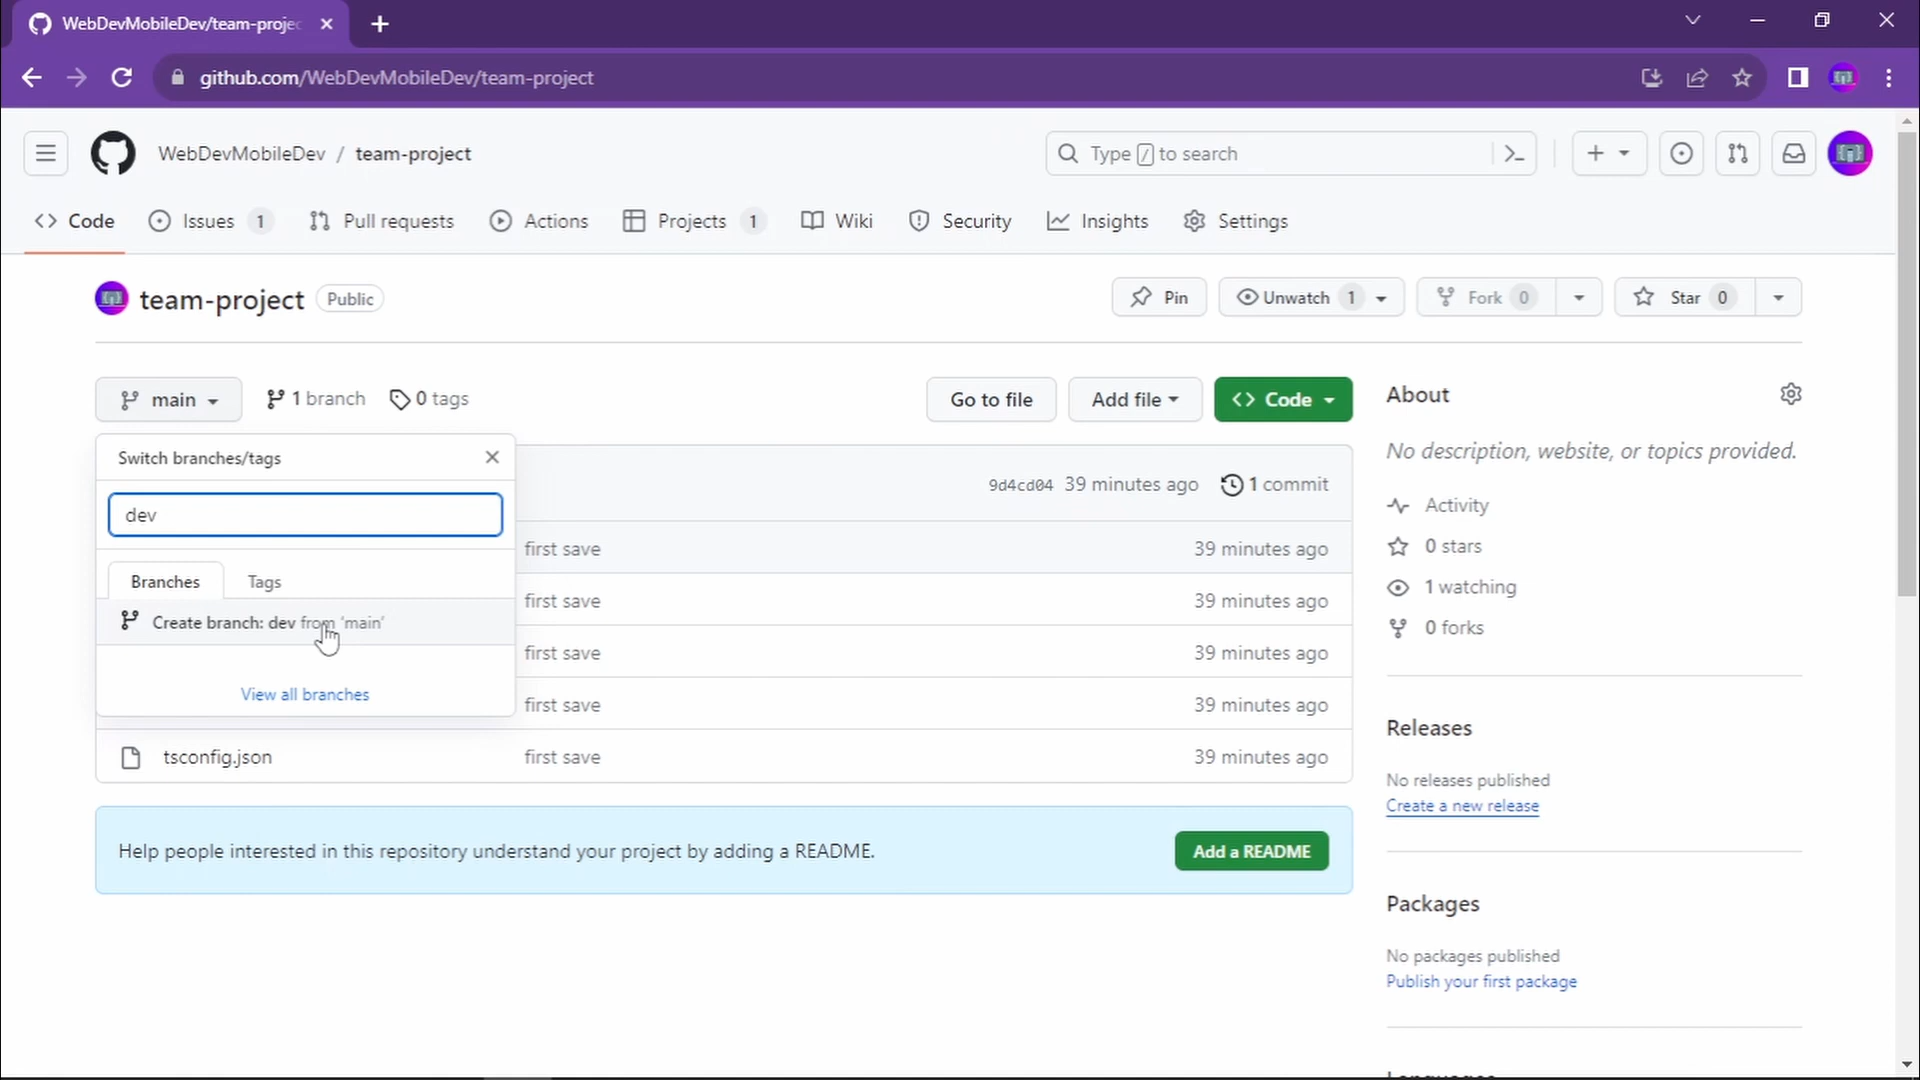 WebDevMobileDev/team-projec
github.com/WebDevMobileDev/team-project
WebDevMobileDev / team-project
Type / to search
Code
Issues 1
Pull requests
Actions
Projects 1
Wiki
Security
Insights
Settings
team-project Public
Pin
Unwatch 1
Fork 0
Star 0
main
1 branch
0 tags
Go to file
Add file
Code
Switch branches/tags
dev
Branches
Tags
Create branch: dev from 'main'
View all branches
9d4cd04 39 minutes ago 1 commit
first save 39 minutes ago
first save 39 minutes ago
first save 39 minutes ago
first save 39 minutes ago
tsconfig.json first save 39 minutes ago
Help people interested in this repository understand your project by adding a README.
Add a README
About
No description, website, or topics provided.
Activity
0 stars
1 watching
0 forks
Releases
No releases published
Create a new release
Packages
No packages published
Publish your first package